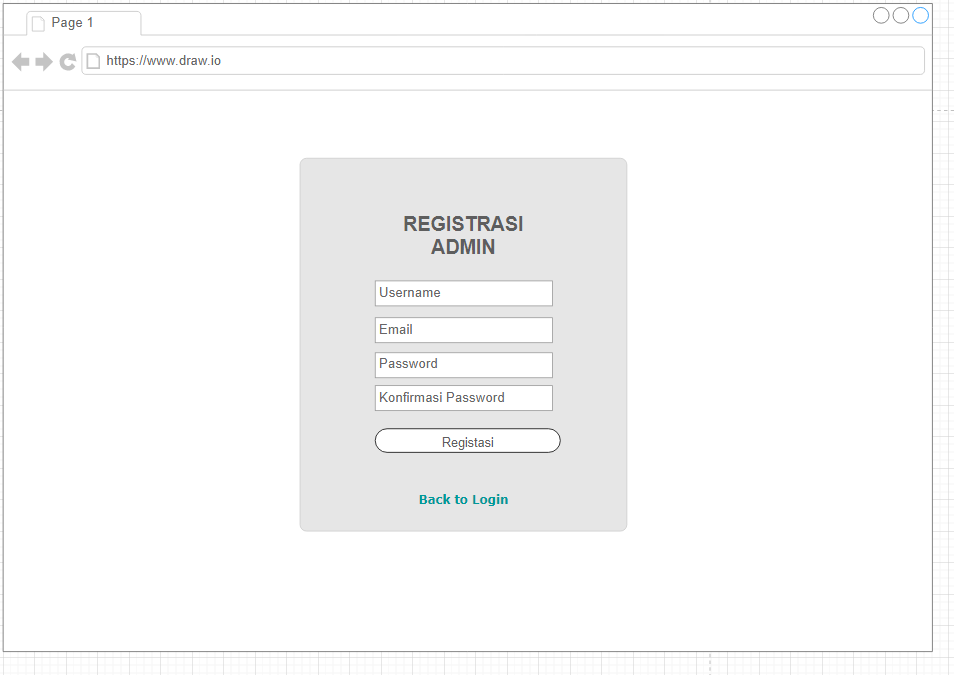 Page 1
https://www.draw.io
REGISTRASI
ADMIN
Username
Email
Password
Konfirmasi Password
Registasi
Back to Login